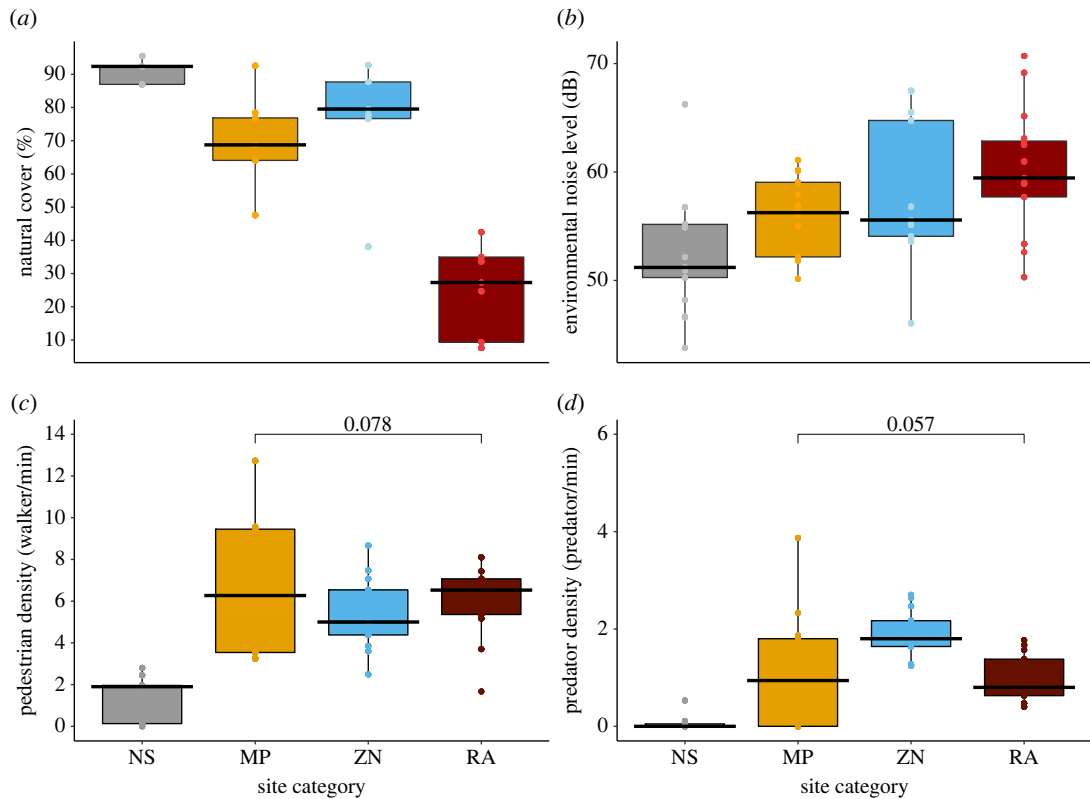 (a)
natural cover (%)
90
80
70
60
50
40
30
20
10
(b)
environmental noise level (dB)
70
60
50
(c)
pedestrian density (walker/min)
14
12
10
8
6
4
2
0
0.078
NS MP ZN RA
site category
(d)
predator density (predator/min)
6
4
2
0
0.057
NS MP ZN RA
site category